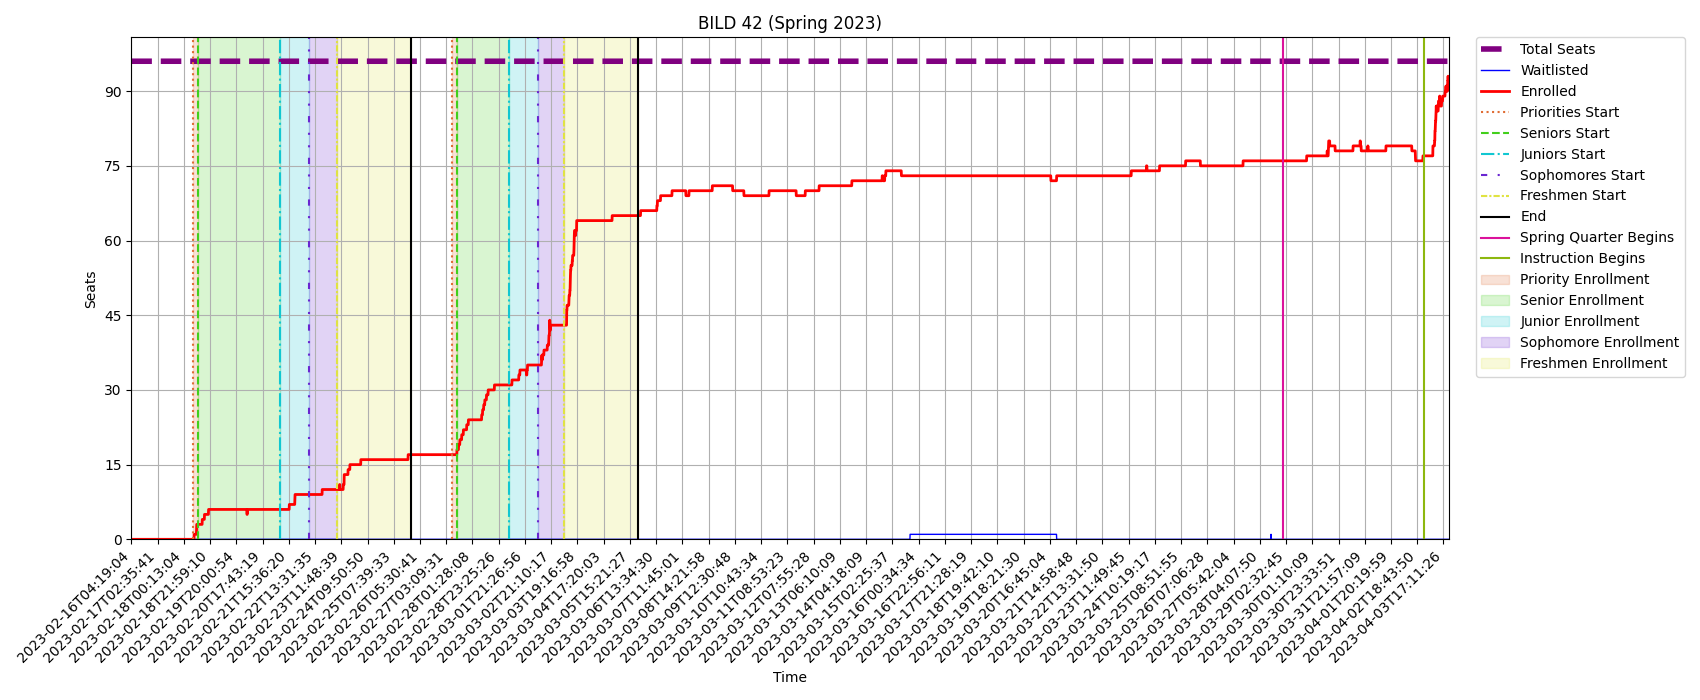 BILD 42 (Spring 2023)
Total Seats
Waitlisted
Enrolled
Priorities Start
Seniors Start
Juniors Start
Sophomores Start
Freshmen Start
End
Spring Quarter Begins
Instruction Begins
Priority Enrollment
Senior Enrollment
Junior Enrollment
Sophomore Enrollment
Freshmen Enrollment
Seats
90
75
60
45
30
15
0
2023-02-16T04:19:04
2023-02-17T02:35:41
2023-02-18T00:13:04
2023-02-18T21:59:10
2023-02-19T20:00:54
2023-02-20T17:43:19
2023-02-21T15:36:20
2023-02-22T13:31:35
2023-02-23T11:48:39
2023-02-24T09:50:50
2023-02-25T07:39:33
2023-02-26T05:30:41
2023-02-27T03:09:31
2023-02-28T01:28:08
2023-02-28T23:25:26
2023-03-01T21:26:56
2023-03-02T21:10:17
2023-03-03T19:16:58
2023-03-04T17:20:03
2023-03-05T15:21:27
2023-03-06T13:34:30
2023-03-07T11:45:01
2023-03-08T14:21:58
2023-03-09T12:30:48
2023-03-10T10:43:34
2023-03-11T08:53:23
2023-03-12T07:55:28
2023-03-13T06:10:09
2023-03-14T04:18:09
2023-03-15T02:25:37
2023-03-16T00:34:34
2023-03-16T22:56:11
2023-03-17T21:28:19
2023-03-18T19:42:10
2023-03-19T18:21:30
2023-03-20T16:45:04
2023-03-21T14:58:48
2023-03-22T13:31:50
2023-03-23T11:49:45
2023-03-24T10:19:17
2023-03-25T08:51:55
2023-03-26T07:06:28
2023-03-27T05:42:04
2023-03-28T04:07:50
2023-03-29T02:32:45
2023-03-30T01:10:09
2023-03-30T23:33:51
2023-03-31T21:57:09
2023-04-01T20:19:59
2023-04-02T18:43:50
2023-04-03T17:11:26
Time